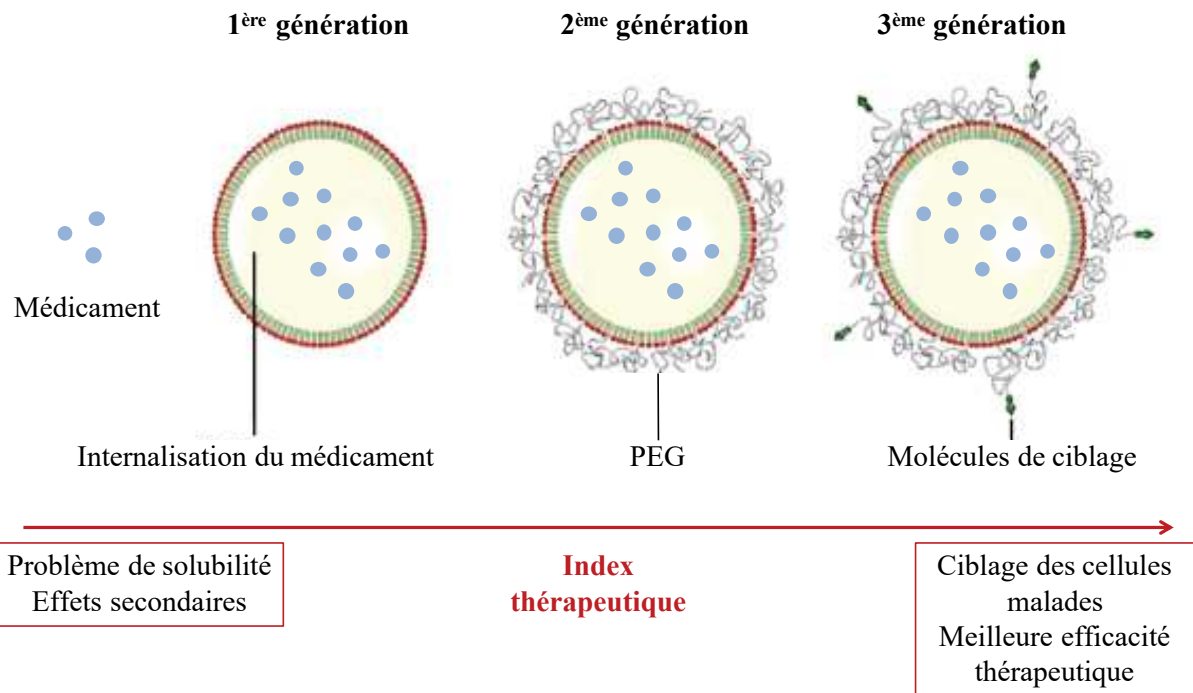 1ère génération
2ème génération
3ème génération
Médicament
Internalisation du médicament
PEG
Molécules de ciblage
Problème de solubilité
Effets secondaires
Index
thérapeutique
Ciblage des cellules
malades
Meilleure efficacité
thérapeutique